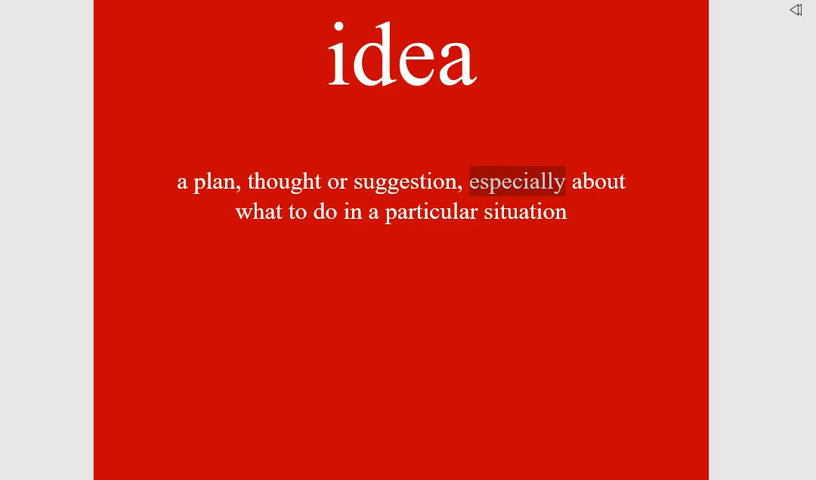 idea
a plan, thought or suggestion, especially about
what to do in a particular situation